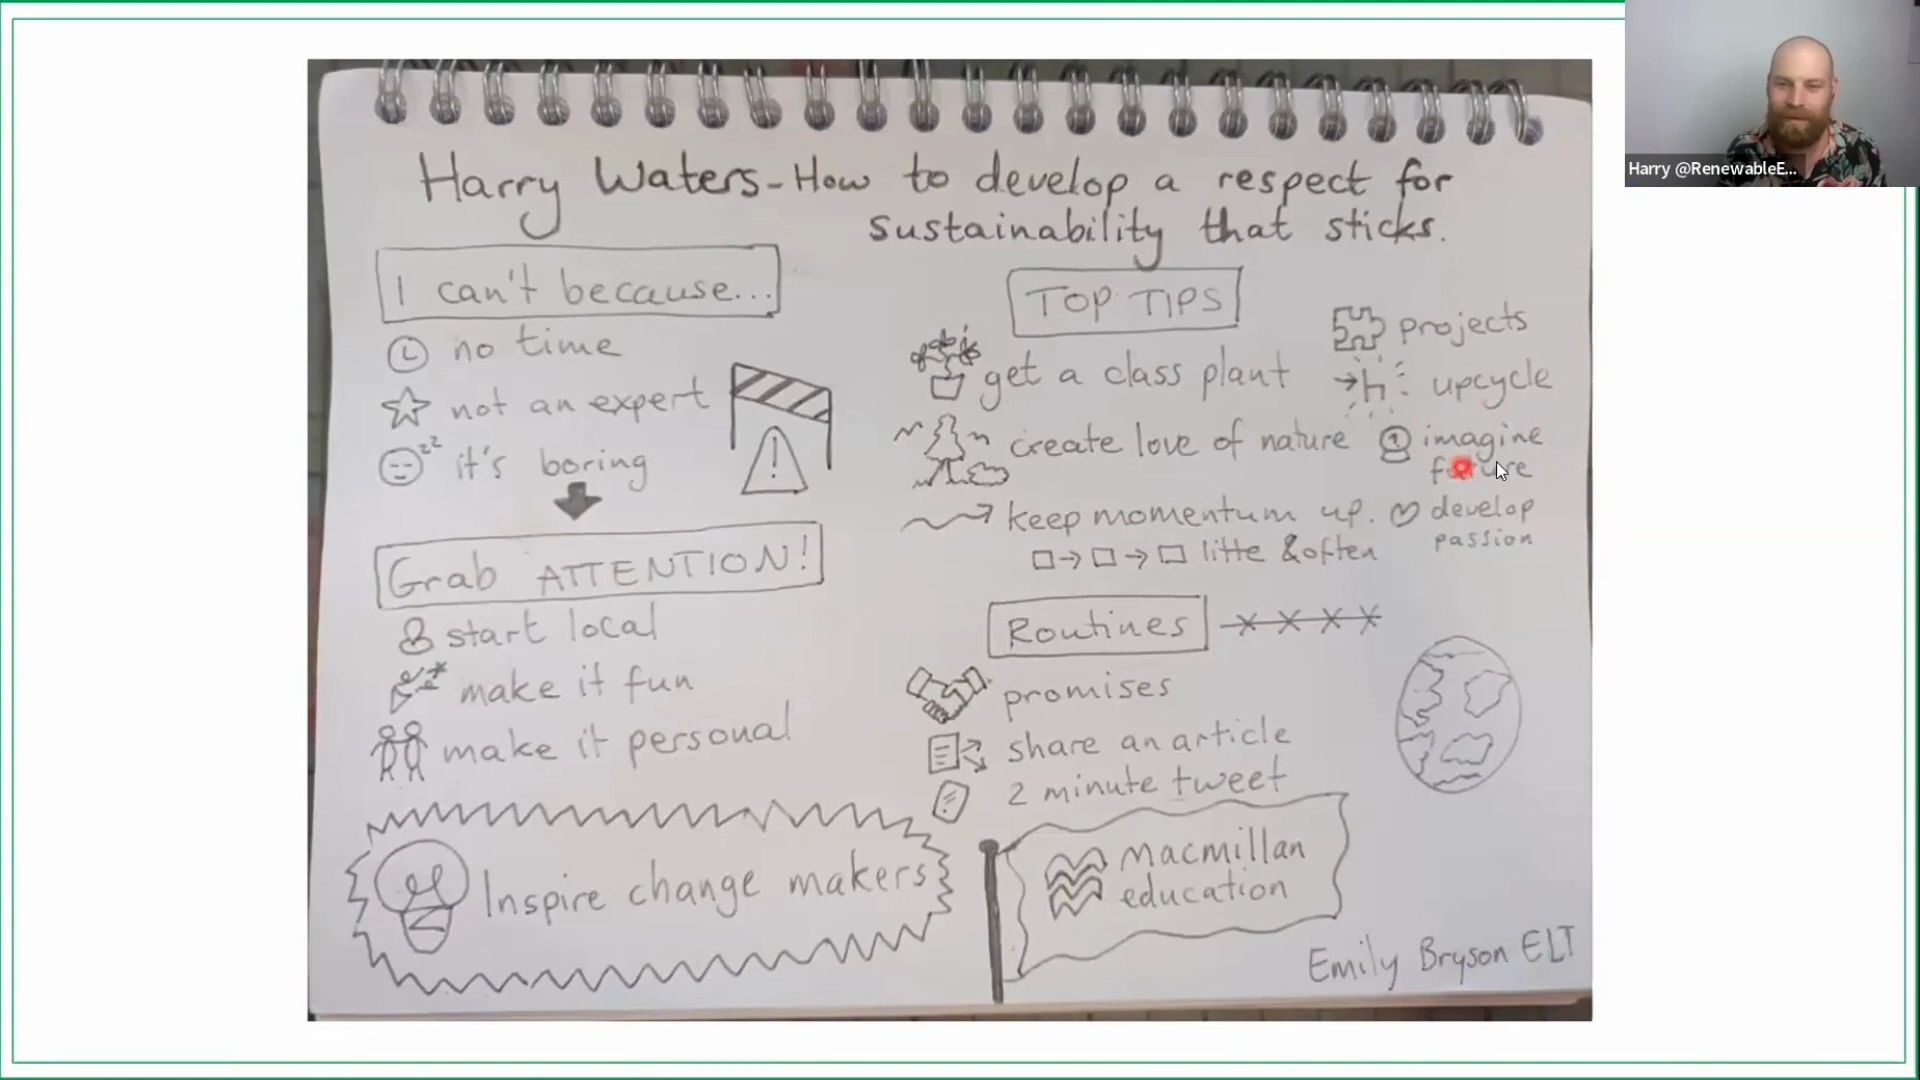 Harry Waters - How to develop a respect for
sustainability that sticks.
I can't because...
no time
not an expert
zz
it's boring
Grab ATTENTION!
start local
make it fun
make it personal
Inspire change makers
TOP TIPS
get a class plant
create love of nature
keep momentum up.
litte & often
projects
upcycle
imagine
future
develop
passion
Routines
promises
share an article
2 minute tweet
macmillan
education
Emily Bryson ELT
Harry @RenewableE...